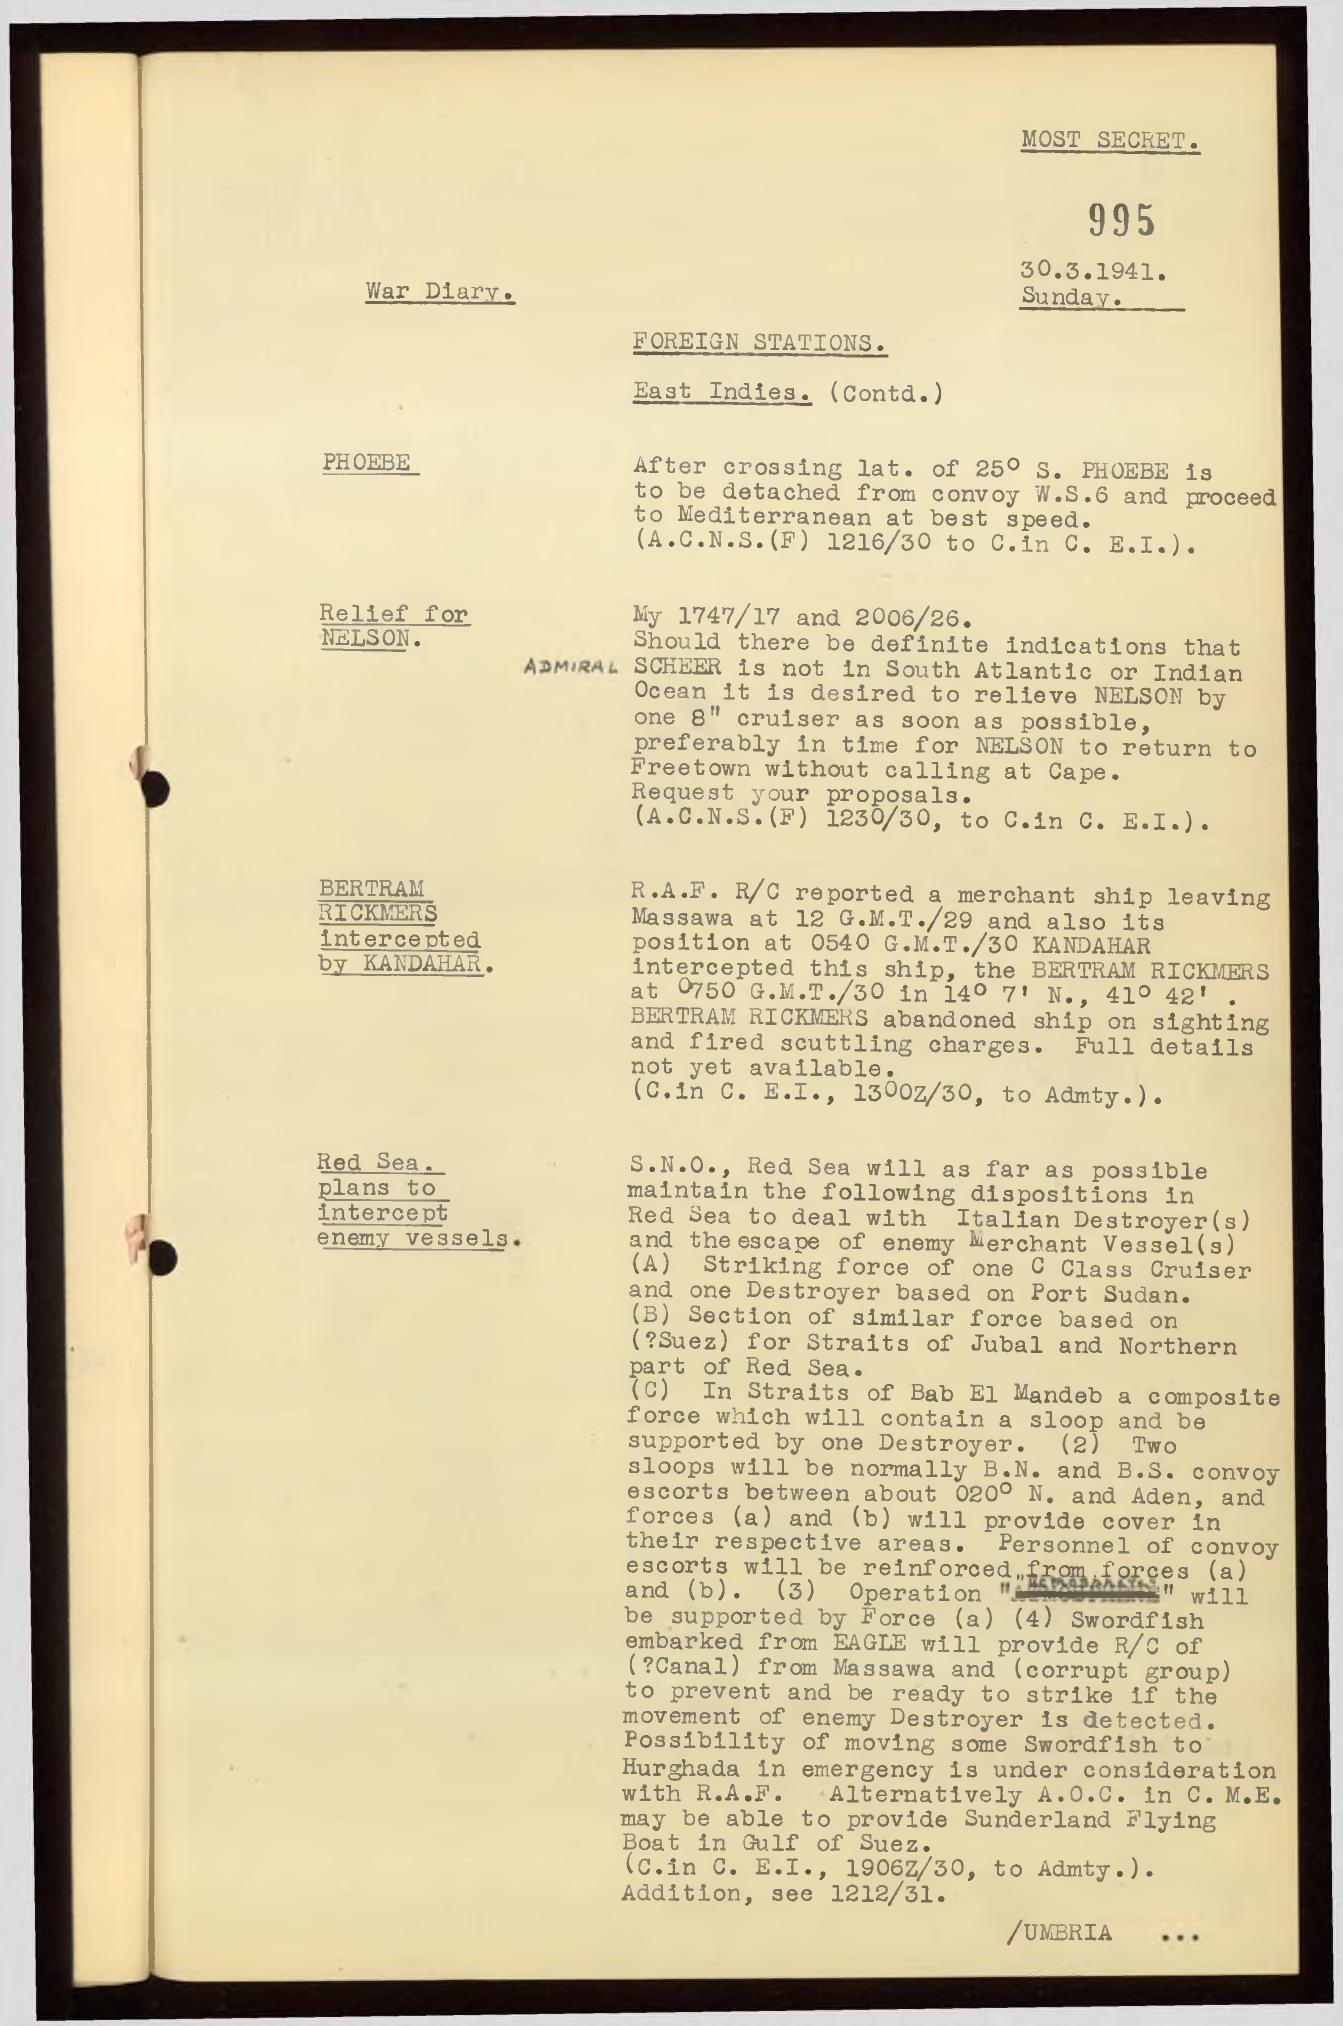 MOST SECRET.
995
30.3.1941.
Sunday.
War Diary.
FOREIGN STATIONS.
East Indies. (Contd.)
PHOEBE
After crossing lat. of 25° S. PHOEBE is
to be detached from convoy W.S.6 and proceed
to Mediterranean at best speed.
(A.C.N.S.(F) 1216/30 to C.in C. E.I.).
Relief for
NELSON.
My 1747/17 and 2006/26.
Should there be definite indications that
ADMIRAL SCHEER is not in South Atlantic or Indian
Ocean it is desired to relieve NELSON by
one 8" cruiser as soon as possible,
preferably in time for NELSON to return to
Freetown without calling at Cape.
Request your proposals.
(A.C.N.S.(F) 1230/30, to C.in C. E.I.).
BERTRAM
RICKMERS
intercepted
by KANDAHAR.
R.A.F. R/C reported a merchant ship leaving
Massawa at 12 G.M.T./29 and also its
position at 0540 G.M.T./30 KANDAHAR
intercepted this ship, the BERTRAM RICKMERS
at 0750 G.M.T./30 in 14° 7' N., 41° 42' .
BERTRAM RICKMERS abandoned ship on sighting
and fired scuttling charges. Full details
not yet available.
(C.in C. E.I., 1300Z/30, to Admty.).
Red Sea.
plans to
intercept
enemy vessels.
S.N.O., Red Sea will as far as possible
maintain the following dispositions in
Red Sea to deal with Italian Destroyer(s)
and the escape of enemy Merchant Vessel(s)
(A) Striking force of one C Class Cruiser
and one Destroyer based on Port Sudan.
(B) Section of similar force based on
(?Suez) for Straits of Jubal and Northern
part of Red Sea.
(C) In Straits of Bab El Mandeb a composite
force which will contain a sloop and be
supported by one Destroyer. (2) Two
sloops will be normally B.N. and B.S. convoy
escorts between about 020° N. and Aden, and
forces (a) and (b) will provide cover in
their respective areas. Personnel of convoy
escorts will be reinforced from forces (a)
and (b). (3) Operation " " will
be supported by Force (a) (4) Swordfish
embarked from EAGLE will provide R/C of
(?Canal) from Massawa and (corrupt group)
to prevent and be ready to strike if the
movement of enemy Destroyer is detected.
Possibility of moving some Swordfish to
Hurghada in emergency is under consideration
with R.A.F. Alternatively A.O.C. in C. M.E.
may be able to provide Sunderland Flying
Boat in Gulf of Suez.
(C.in C. E.I., 1906Z/30, to Admty.).
Addition, see 1212/31.
/UMBRIA ...